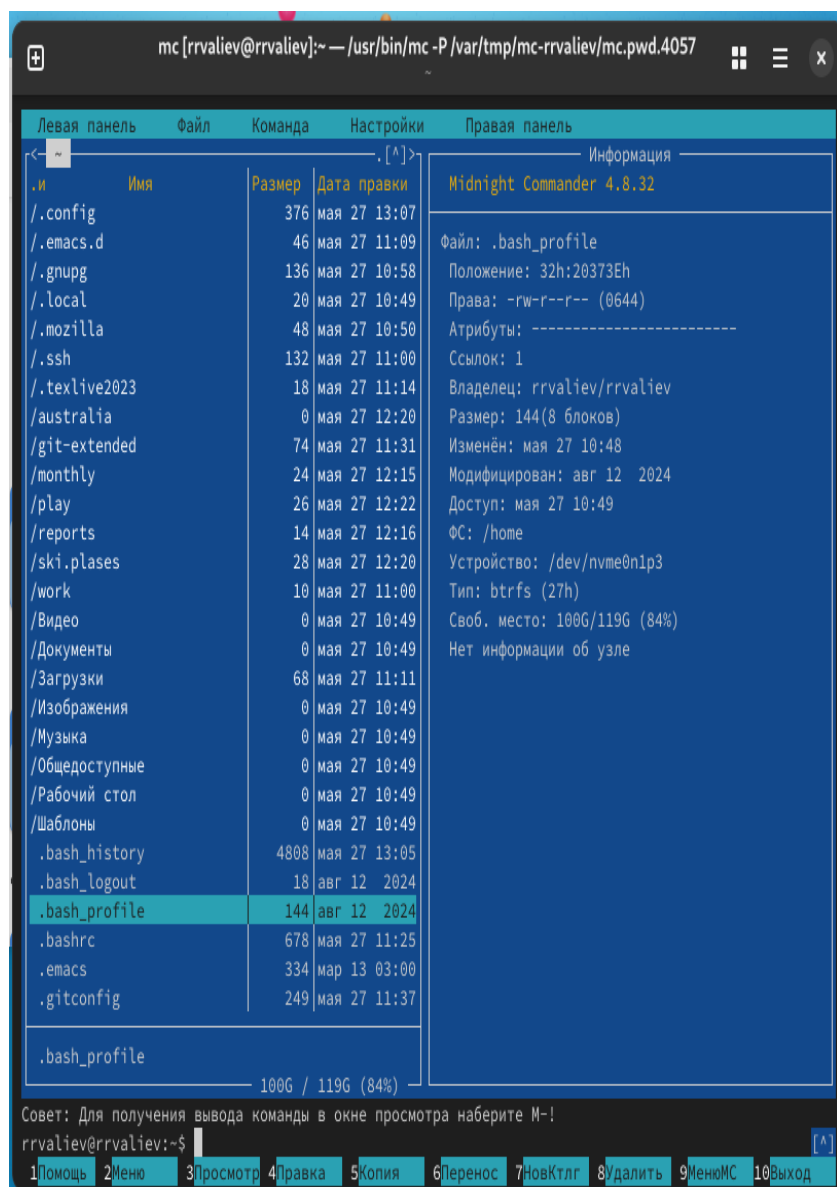 mc [rrvaliev@rrvaliev]:~ — /usr/bin/mc -P /var/tmp/mc-rrvaliev/mc.pwd.4057
~
Левая панель Файл Команда Настройки Правая панель
<─ ~ ─.[^]>
.и Имя Размер Дата правки
/.config 376 мая 27 13:07
/.emacs.d 46 мая 27 11:09
/.gnupg 136 мая 27 10:58
/.local 20 мая 27 10:49
/.mozilla 48 мая 27 10:50
/.ssh 132 мая 27 11:00
/.texlive2023 18 мая 27 11:14
/australia 0 мая 27 12:20
/git-extended 74 мая 27 11:31
/monthly 24 мая 27 12:15
/play 26 мая 27 12:22
/reports 14 мая 27 12:16
/ski.plases 28 мая 27 12:20
/work 10 мая 27 11:00
/Видео 0 мая 27 10:49
/Документы 0 мая 27 10:49
/Загрузки 68 мая 27 11:11
/Изображения 0 мая 27 10:49
/Музыка 0 мая 27 10:49
/Общедоступные 0 мая 27 10:49
/Рабочий стол 0 мая 27 10:49
/Шаблоны 0 мая 27 10:49
.bash_history 4808 мая 27 13:05
.bash_logout 18 авг 12 2024
.bash_profile 144 авг 12 2024
.bashrc 678 мая 27 11:25
.emacs 334 мар 13 03:00
.gitconfig 249 мая 27 11:37
.bash_profile
100G / 119G (84%)
Информация
Midnight Commander 4.8.32
Файл: .bash_profile
Положение: 32h:20373Eh
Права: -rw-r--r-- (0644)
Атрибуты: -------------------------
Ссылок: 1
Владелец: rrvaliev/rrvaliev
Размер: 144(8 блоков)
Изменён: мая 27 10:48
Модифицирован: авг 12 2024
Доступ: мая 27 10:49
ФС: /home
Устройство: /dev/nvme0n1p3
Тип: btrfs (27h)
Своб. место: 100G/119G (84%)
Нет информации об узле
Совет: Для получения вывода команды в окне просмотра наберите M-!
rrvaliev@rrvaliev:~$ [^]
1Помощь 2Меню 3Просмотр 4Правка 5Копия 6Перенос 7НовКтлг 8Удалить 9МенюMC 10Выход